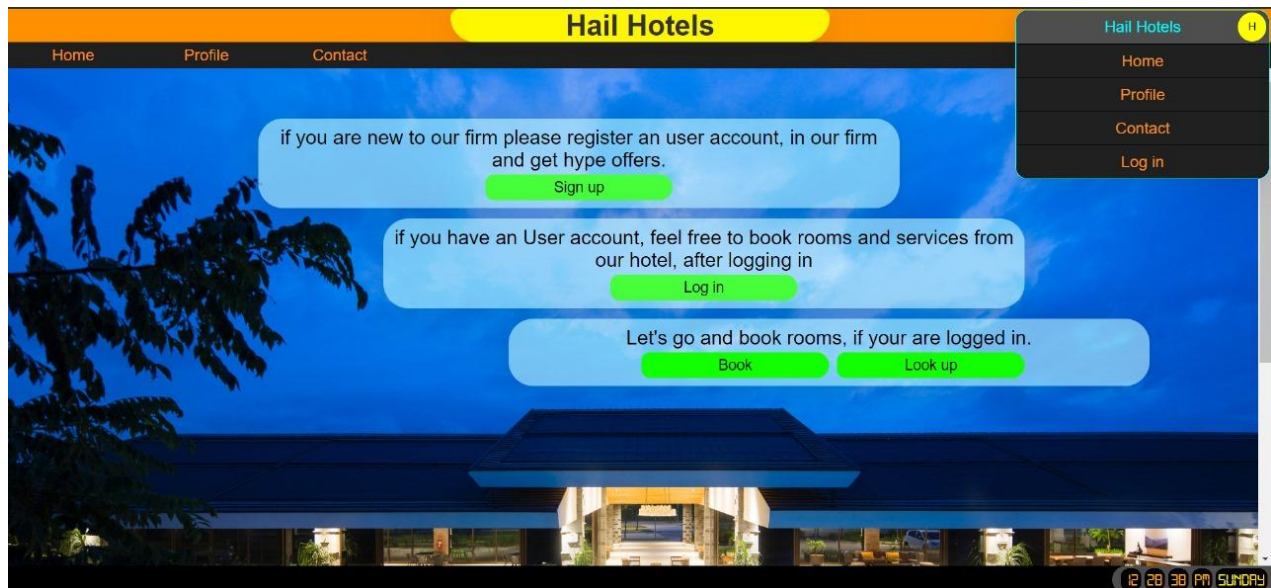 Hail Hotels
Hail Hotels
H
Home Profile Contact
Home
Profile
Contact
Log in
if you are new to our firm please register an user account, in our firm
and get hype offers.
Sign up
if you have an User account, feel free to book rooms and services from
our hotel, after logging in
Log in
Let's go and book rooms, if your are logged in.
Book Look up
12 28 38 PM SUNDAY